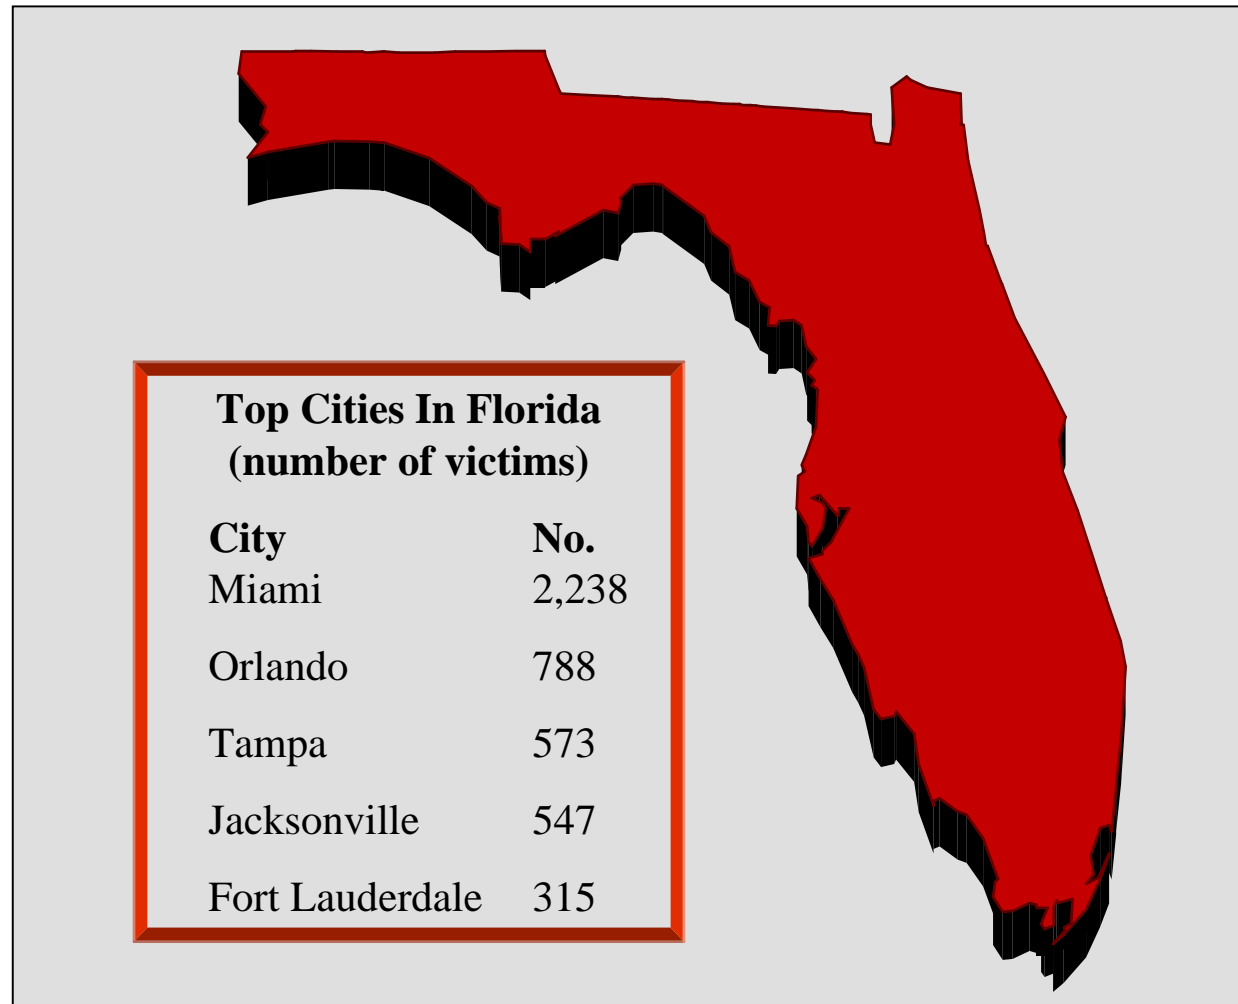 Top Cities In Florida
(number of victims)
City No.
Miami 2,238
Orlando 788
Tampa 573
Jacksonville 547
Fort Lauderdale 315